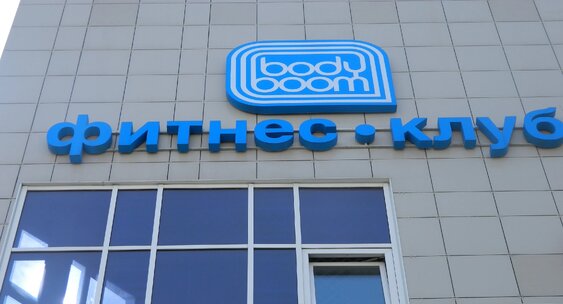 body
boom
фитнес • клуб